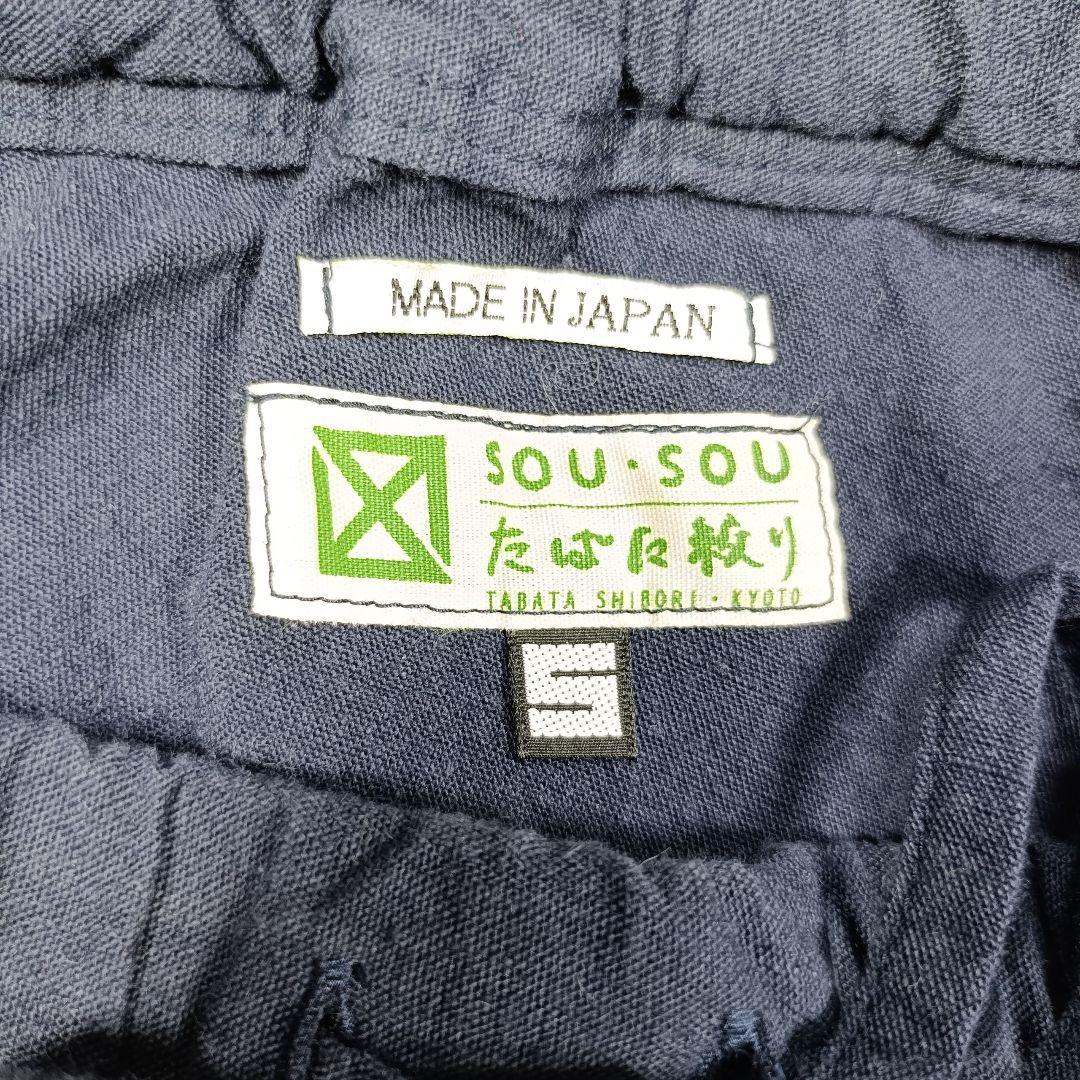 MADE IN JAPAN
SOU・SOU
たばた絞り
TABATA SHIBORI・KYOTO
S